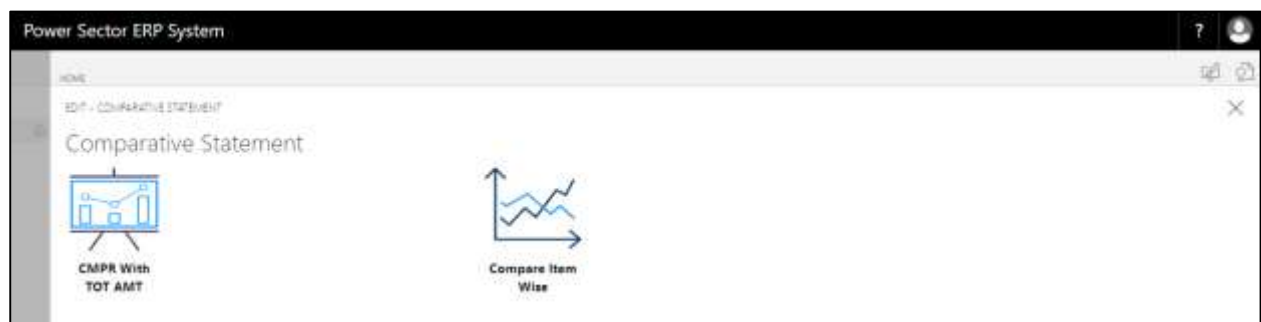 Power Sector ERP System
?
HOME
EDIT - COMPARATIVE STATEMENT
Comparative Statement
CMPR With
TOT AMT
Compare Item
Wise